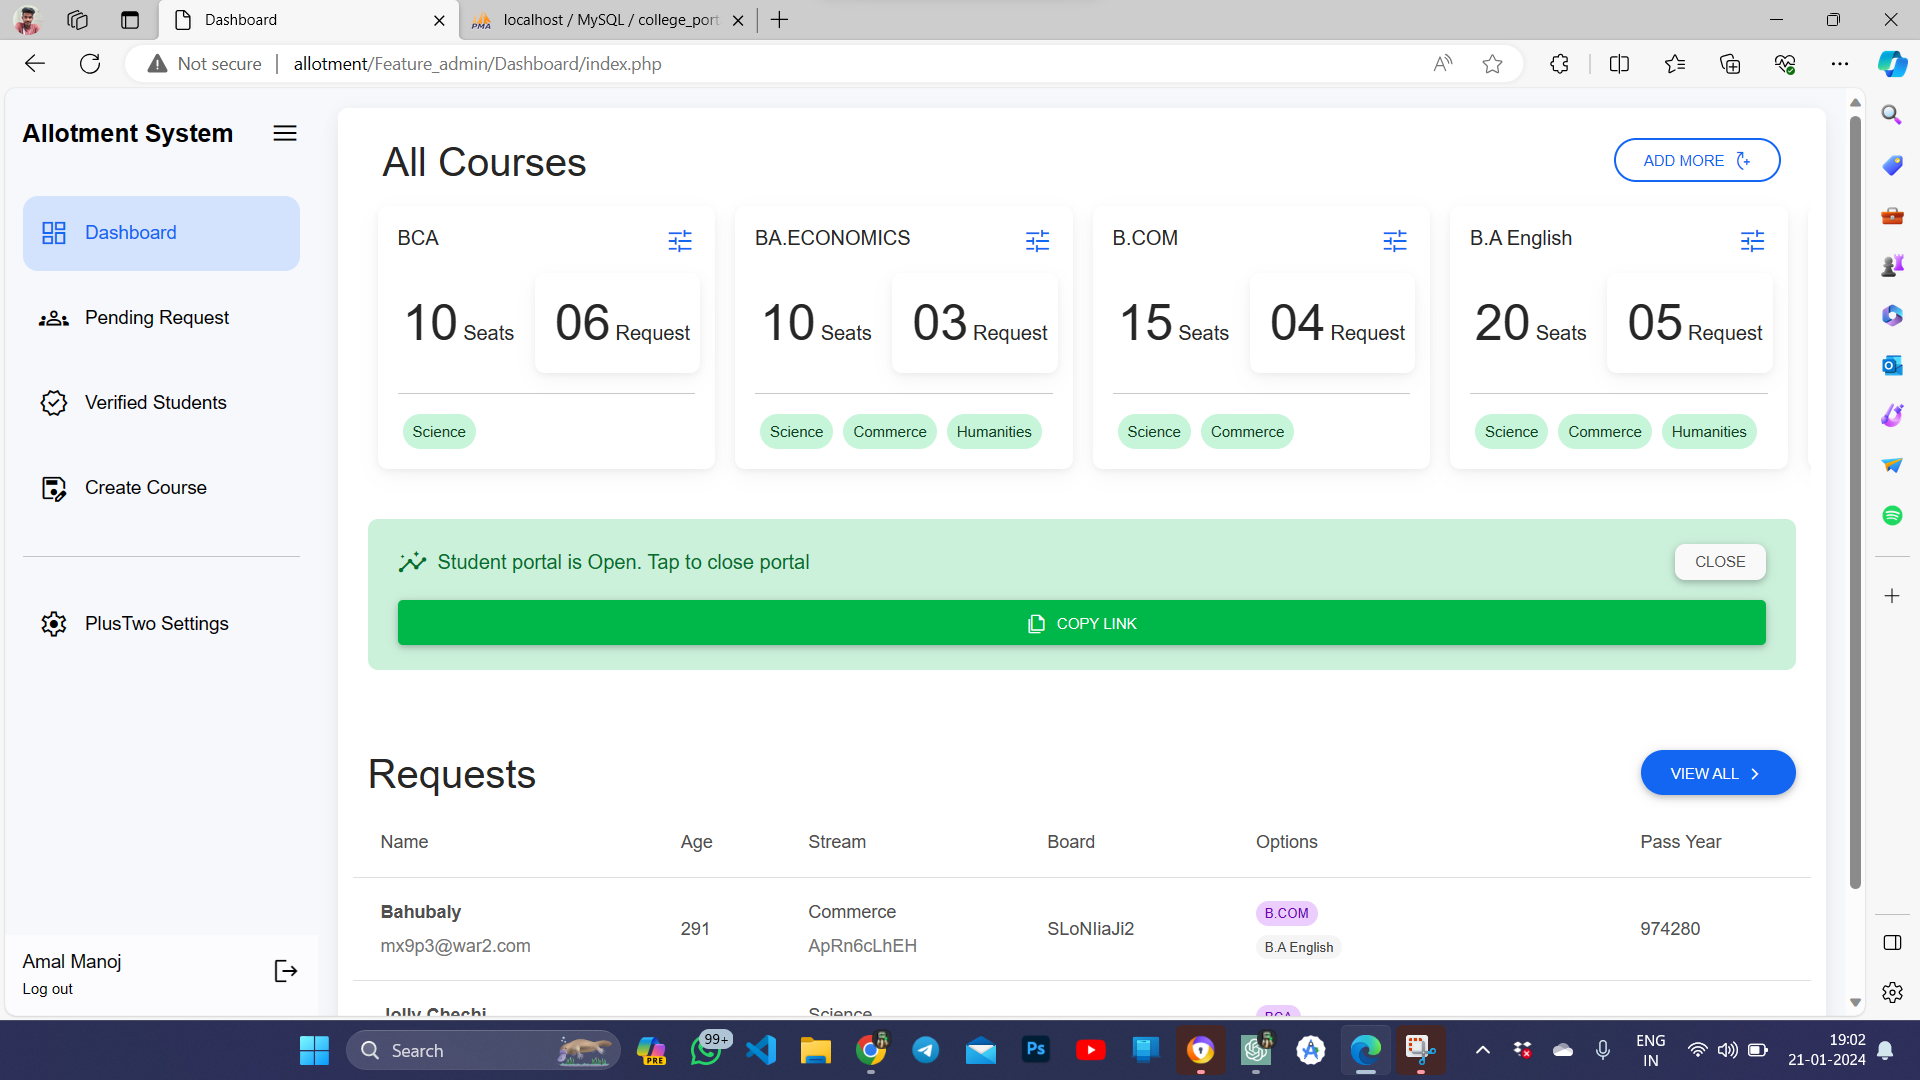 Dashboard
localhost / MySQL / college_port
Not secure
allotment/Feature_admin/Dashboard/index.php
Allotment System
Dashboard
Pending Request
Verified Students
Create Course
PlusTwo Settings
Amal Manoj
Log out
All Courses
ADD MORE
BCA
10 Seats
06 Request
Science
BA.ECONOMICS
10 Seats
03 Request
Science Commerce Humanities
B.COM
15 Seats
04 Request
Science Commerce
B.A English
20 Seats
05 Request
Science Commerce Humanities
Student portal is Open. Tap to close portal
CLOSE
COPY LINK
Requests
VIEW ALL
Name Age Stream Board Options Pass Year
Bahubaly
mx9p3@war2.com
291
Commerce
ApRn6cLhEH
SLoNIiaJi2
B.COM
B.A English
974280
Jolly Chechi
Science
BCA
Search
PRE
99+
Ps
ENG
IN
19:02
21-01-2024